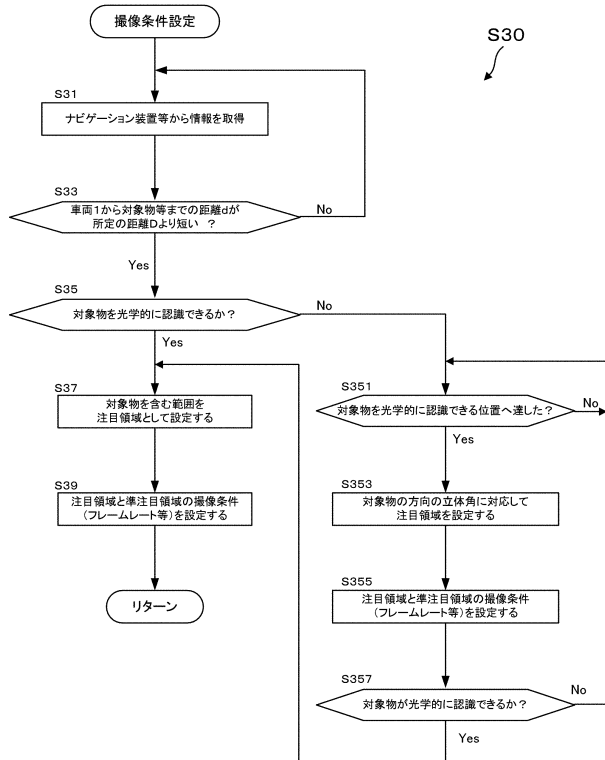 撮像条件設定
S30
S31
ナビゲーション装置等から情報を取得
S33
車両1から対象物等までの距離dが
所定の距離Dより短い ?
No
Yes
S35
対象物を光学的に認識できるか?
No
Yes
S37
対象物を含む範囲を
注目領域として設定する
S39
注目領域と準注目領域の撮像条件
(フレームレート等)を設定する
リターン
S351
対象物を光学的に認識できる位置へ達した?
No
Yes
S353
対象物の方向の立体角に対応して
注目領域を設定する
S355
注目領域と準注目領域の撮像条件
(フレームレート等)を設定する
S357
対象物が光学的に認識できるか?
No
Yes